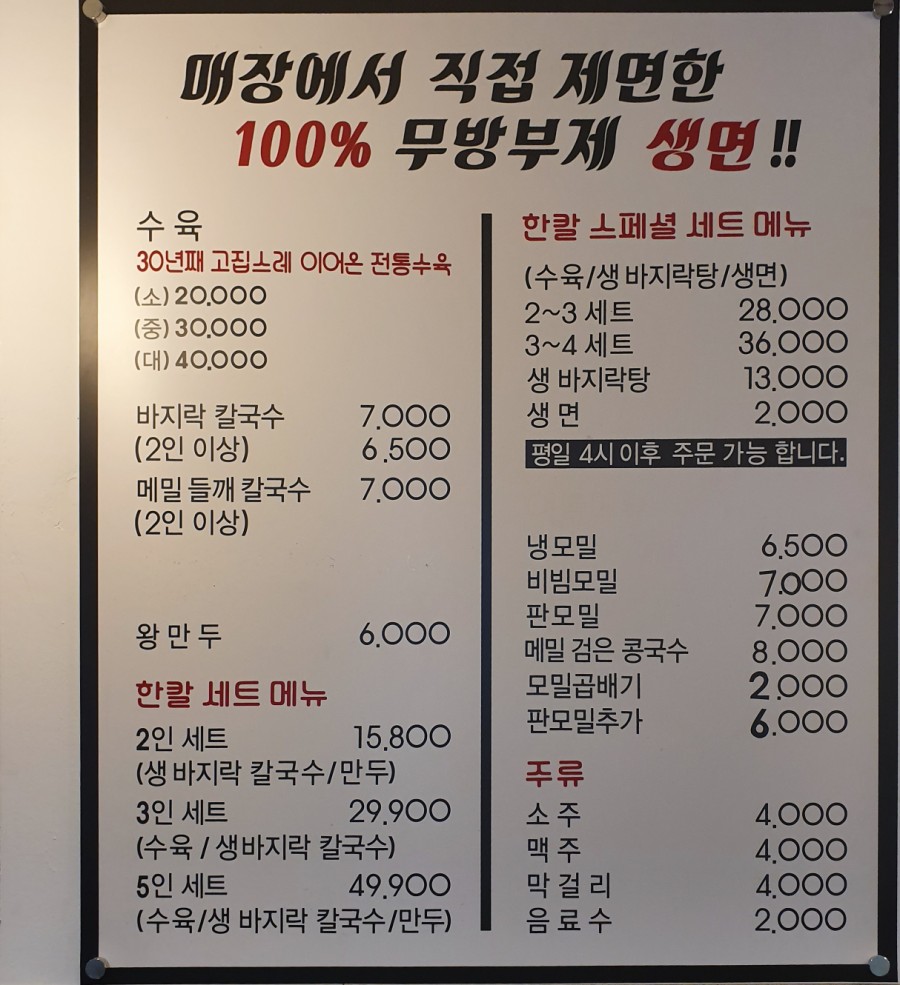 매장에서 직접 제면한
100% 무방부제 생면!!
수육
30년째 고집스레 이어온 전통수육
(소) 20.000
(중) 30.000
(대) 40.000
바지락 칼국수 7.000
(2인 이상) 6.500
메밀 들깨 칼국수 7.000
(2인 이상)
왕만두 6.000
한칼 세트 메뉴
2인 세트 15.800
(생 바지락 칼국수/만두)
3인 세트 29.900
(수육 / 생바지락 칼국수)
5인 세트 49.900
(수육/생 바지락 칼국수/만두)
한칼 스페셜 세트 메뉴
(수육/생 바지락탕/생면)
2~3 세트 28.000
3~4 세트 36.000
생 바지락탕 13.000
생 면 2.000
평일 4시 이후 주문 가능 합니다.
냉모밀 6.500
비빔모밀 7.000
판모밀 7.000
메밀 검은 콩국수 8.000
모밀곱배기 2.000
판모밀추가 6.000
주류
소주 4.000
맥주 4.000
막걸리 4.000
음료수 2.000